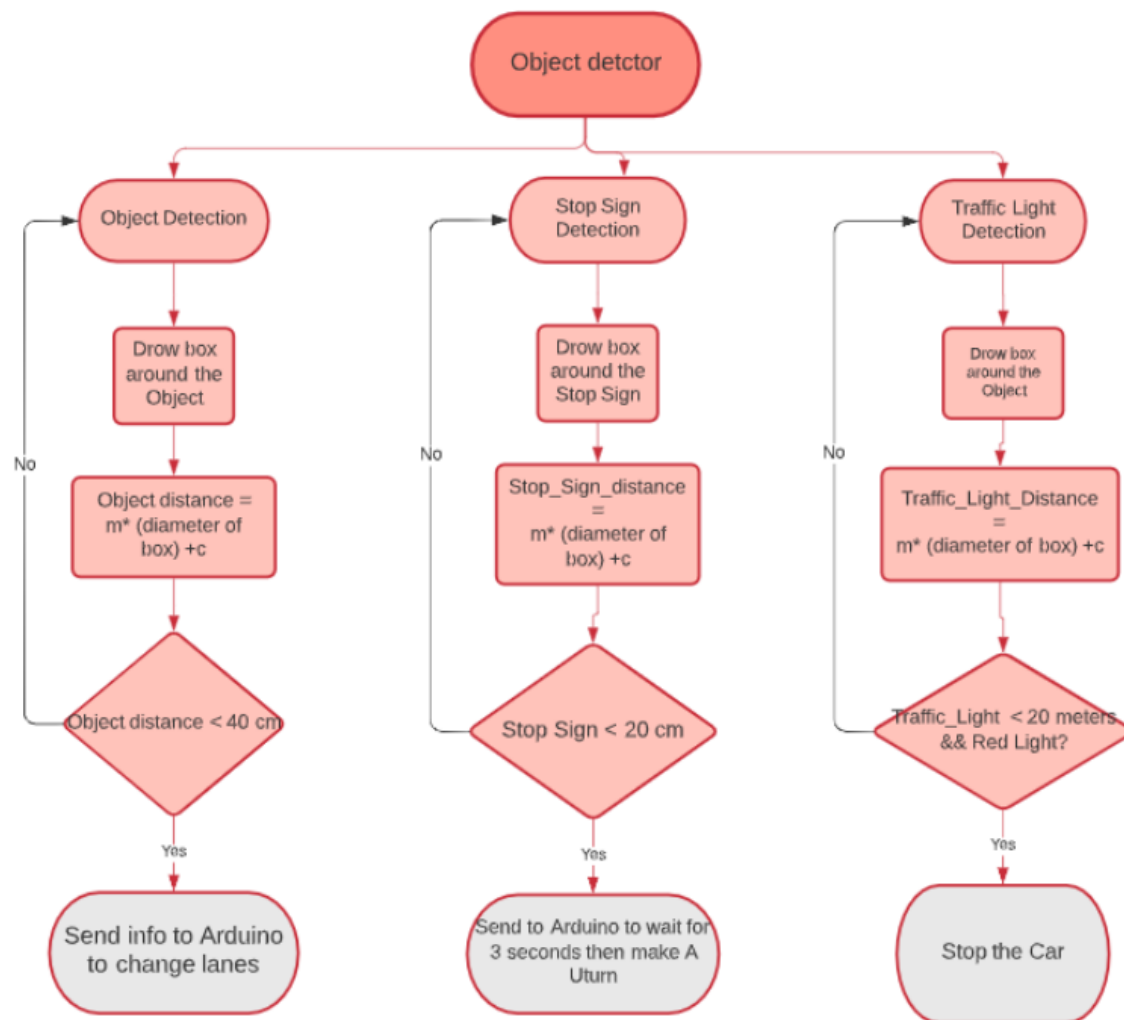 Object detctor
Object Detection
Drow box
around the
Object
Object distance =
m* (diameter of
box) +c
Object distance < 40 cm
No
Yes
Send info to Arduino
to change lanes
Stop Sign
Detection
Drow box
around the
Stop Sign
Stop_Sign_distance
=
m* (diameter of
box) +c
Stop Sign < 20 cm
No
Yes
Send to Arduino to wait for
3 seconds then make A
Uturn
Traffic Light
Detection
Drow box
around the
Object
Traffic_Light_Distance
=
m* (diameter of box) +c
Traffic_Light < 20 meters
&& Red Light?
No
Yes
Stop the Car